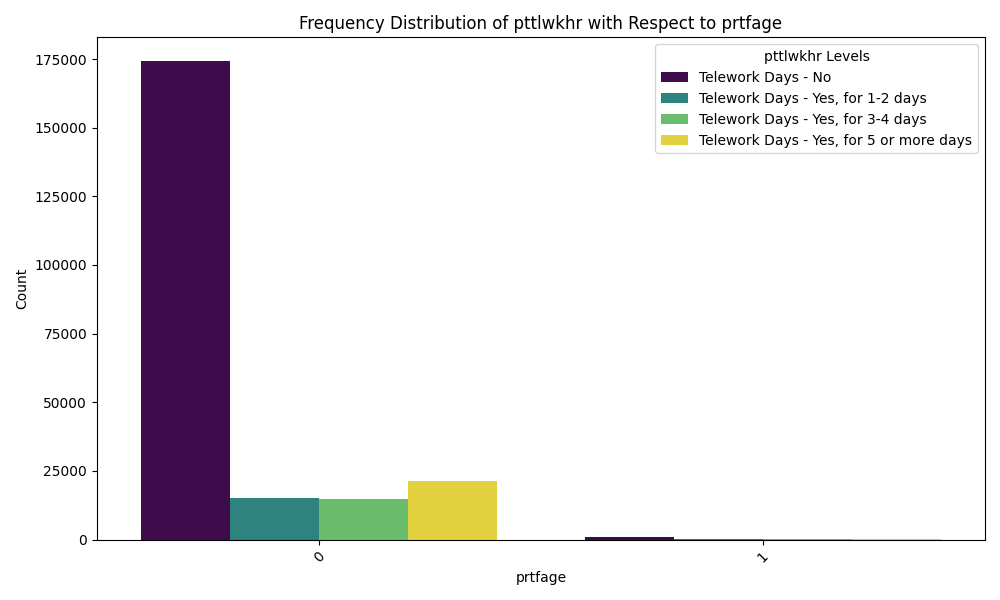 Frequency Distribution of pttlwkhr with Respect to prtfage
pttlwkhr Levels
Telework Days - No
Telework Days - Yes, for 1-2 days
Telework Days - Yes, for 3-4 days
Telework Days - Yes, for 5 or more days
175000
150000
125000
100000
75000
50000
25000
0
Count
0
1
prtfage